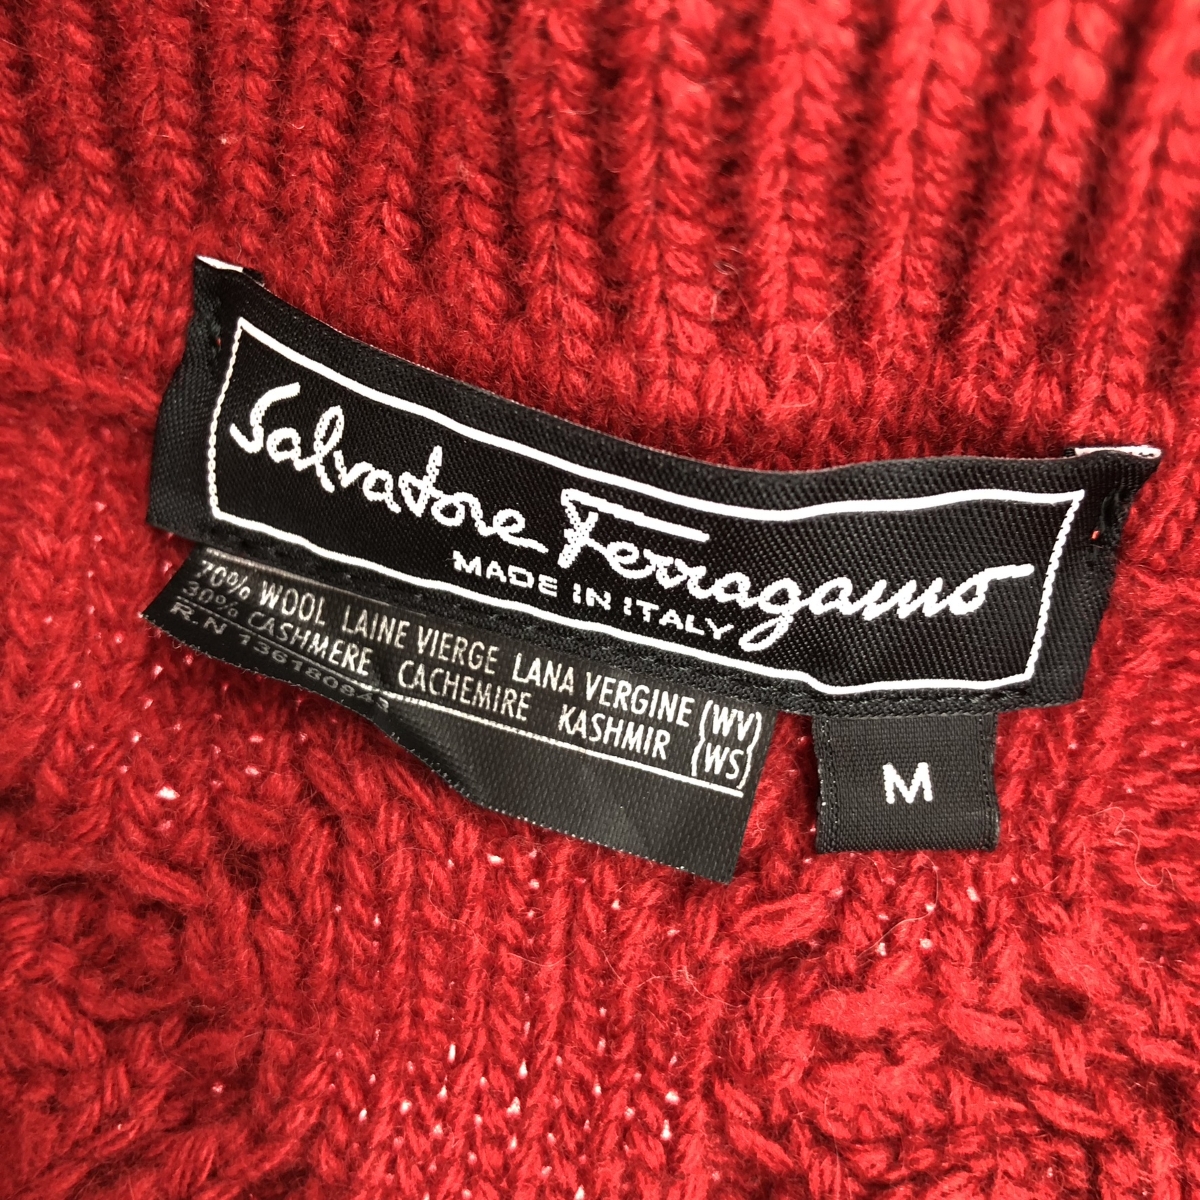 Salvatore Ferragamo
MADE IN ITALY
70% WOOL LAINE VIERGE LANA VERGINE (WV)
30% CASHMERE CACHEMIRE KASHMIR (WS)
R.N
M